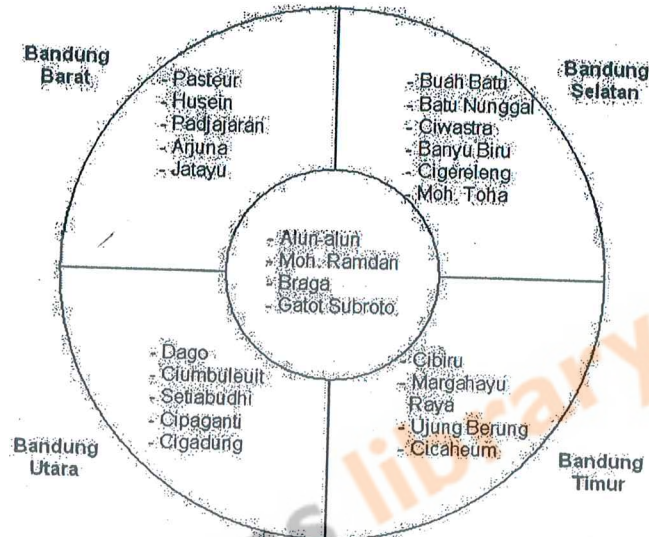 Bandung
Barat
- Pasteur
- Husein
- Padjajaran
- Arjuna
- Jatayu
- Buah Batu
- Batu Nunggal
- Ciwastra
- Banyu Biru
- Cigereleng
- Moh. Toha
Bandung
Selatan
- Alun-alun
- Moh. Ramdan
- Braga
- Gatot Subroto
- Dago
- Ciumbuleuit
- Setiabudhi
- Cipaganti
- Cigadung
Bandung
Utara
- Cibiru
- Margahayu
Raya
- Ujung Berung
- Cicaheum
Bandung
Timur
s library